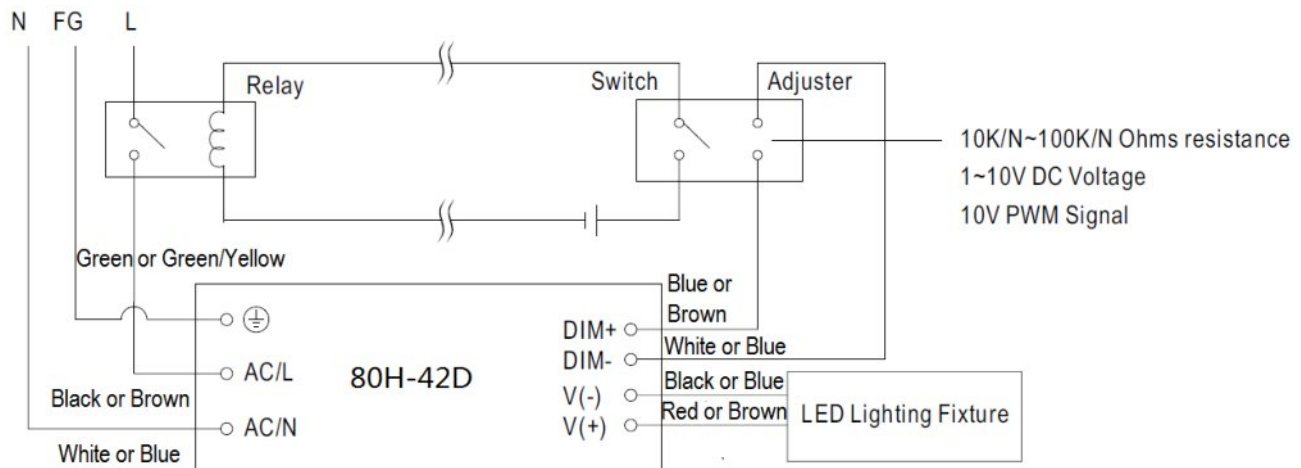 N FG L
Relay
Switch
Adjuster
10K/N~100K/N Ohms resistance
1~10V DC Voltage
10V PWM Signal
Green or Green/Yellow
Blue or
Brown
DIM+
White or Blue
DIM-
AC/L
80H-42D
Black or Blue
V(-)
Black or Brown
Red or Brown
LED Lighting Fixture
AC/N
V(+)
White or Blue